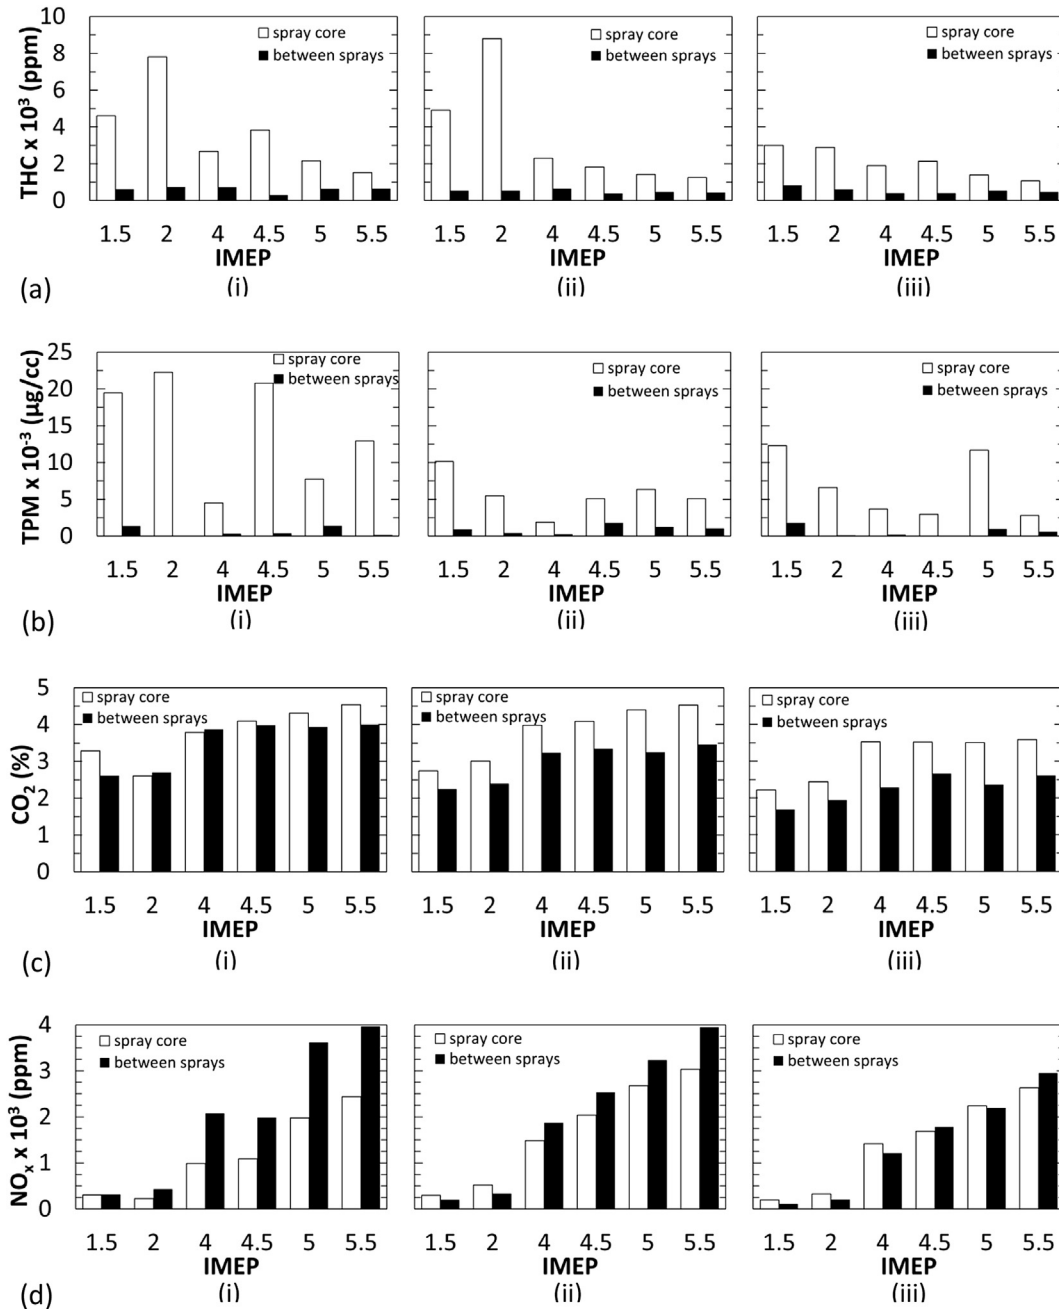 THC x 10³ (ppm)
10
8
6
4
2
0
spray core
between sprays
spray core
between sprays
spray core
between sprays
1.5 2 4 4.5 5 5.5
1.5 2 4 4.5 5 5.5
1.5 2 4 4.5 5 5.5
IMEP
IMEP
IMEP
(a)
(i)
(ii)
(iii)
TPM x 10⁻³ (µg/cc)
25
20
15
10
5
0
spray core
between sprays
spray core
between sprays
spray core
between sprays
1.5 2 4 4.5 5 5.5
1.5 2 4 4.5 5 5.5
1.5 2 4 4.5 5 5.5
IMEP
IMEP
IMEP
(b)
(i)
(ii)
(iii)
CO₂ (%)
5
4
3
2
1
0
spray core
between sprays
spray core
between sprays
spray core
between sprays
1.5 2 4 4.5 5 5.5
1.5 2 4 4.5 5 5.5
1.5 2 4 4.5 5 5.5
IMEP
IMEP
IMEP
(c)
(i)
(ii)
(iii)
NOₓ x 10³ (ppm)
4
3
2
1
0
spray core
between sprays
spray core
between sprays
spray core
between sprays
1.5 2 4 4.5 5 5.5
1.5 2 4 4.5 5 5.5
1.5 2 4 4.5 5 5.5
IMEP
IMEP
IMEP
(d)
(i)
(ii)
(iii)